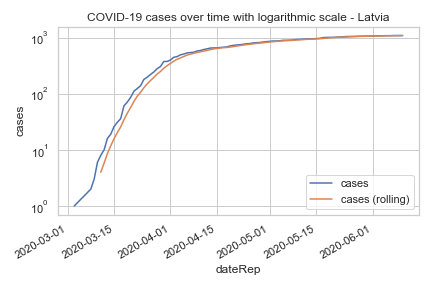 COVID-19 cases over time with logarithmic scale - Latvia
cases
10³
10²
10¹
10⁰
cases
cases (rolling)
2020-03-01
2020-03-15
2020-04-01
2020-04-15
2020-05-01
2020-05-15
2020-06-01
dateRep